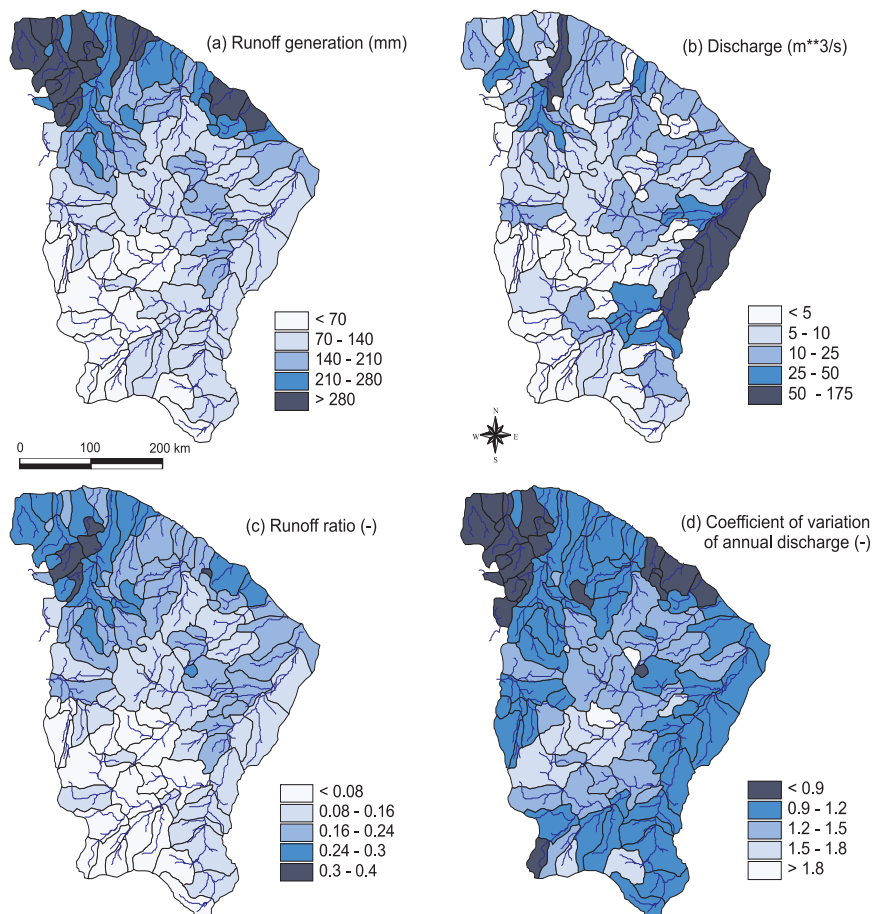 (a) Runoff generation (mm)
< 70
70 - 140
140 - 210
210 - 280
> 280
0 100 200 km
(b) Discharge (m**3/s)
< 5
5 - 10
10 - 25
25 - 50
50 - 175
N
W E
S
(c) Runoff ratio (-)
< 0.08
0.08 - 0.16
0.16 - 0.24
0.24 - 0.3
0.3 - 0.4
(d) Coefficient of variation
of annual discharge (-)
< 0.9
0.9 - 1.2
1.2 - 1.5
1.5 - 1.8
> 1.8